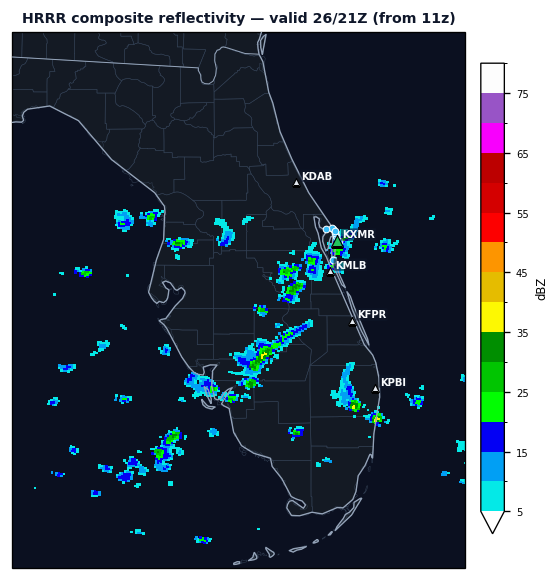 HRRR composite reflectivity — valid 26/21Z (from 11z)
KDAB
KXMR
KMLB
KFPR
KPBI
75
65
55
45
35
25
15
5
dBZ